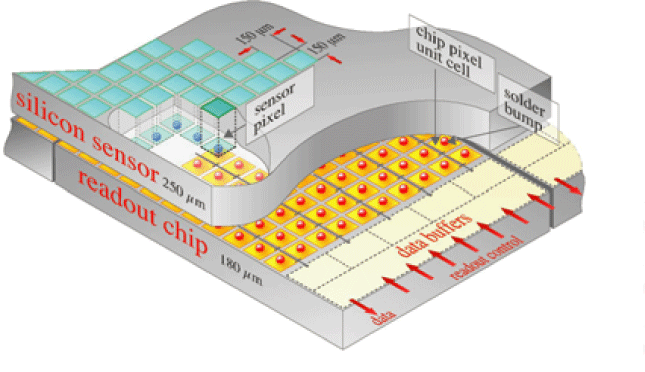 150 µm
150 µm
chip pixel
unit cell
solder
bump
sensor
pixel
silicon sensor 250 µm
readout chip 180 µm
data buffers
readout control
data